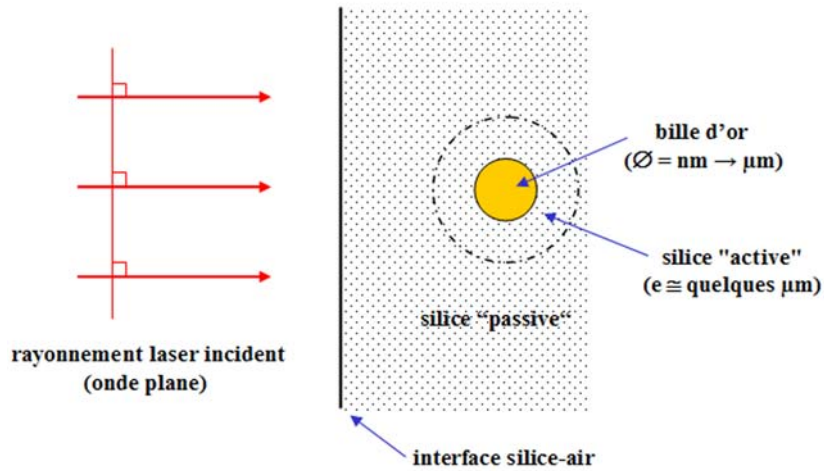 bille d'or
(Ø = nm → μm)
silice "active"
(e ≅ quelques μm)
silice “passive“
rayonnement laser incident
(onde plane)
interface silice-air